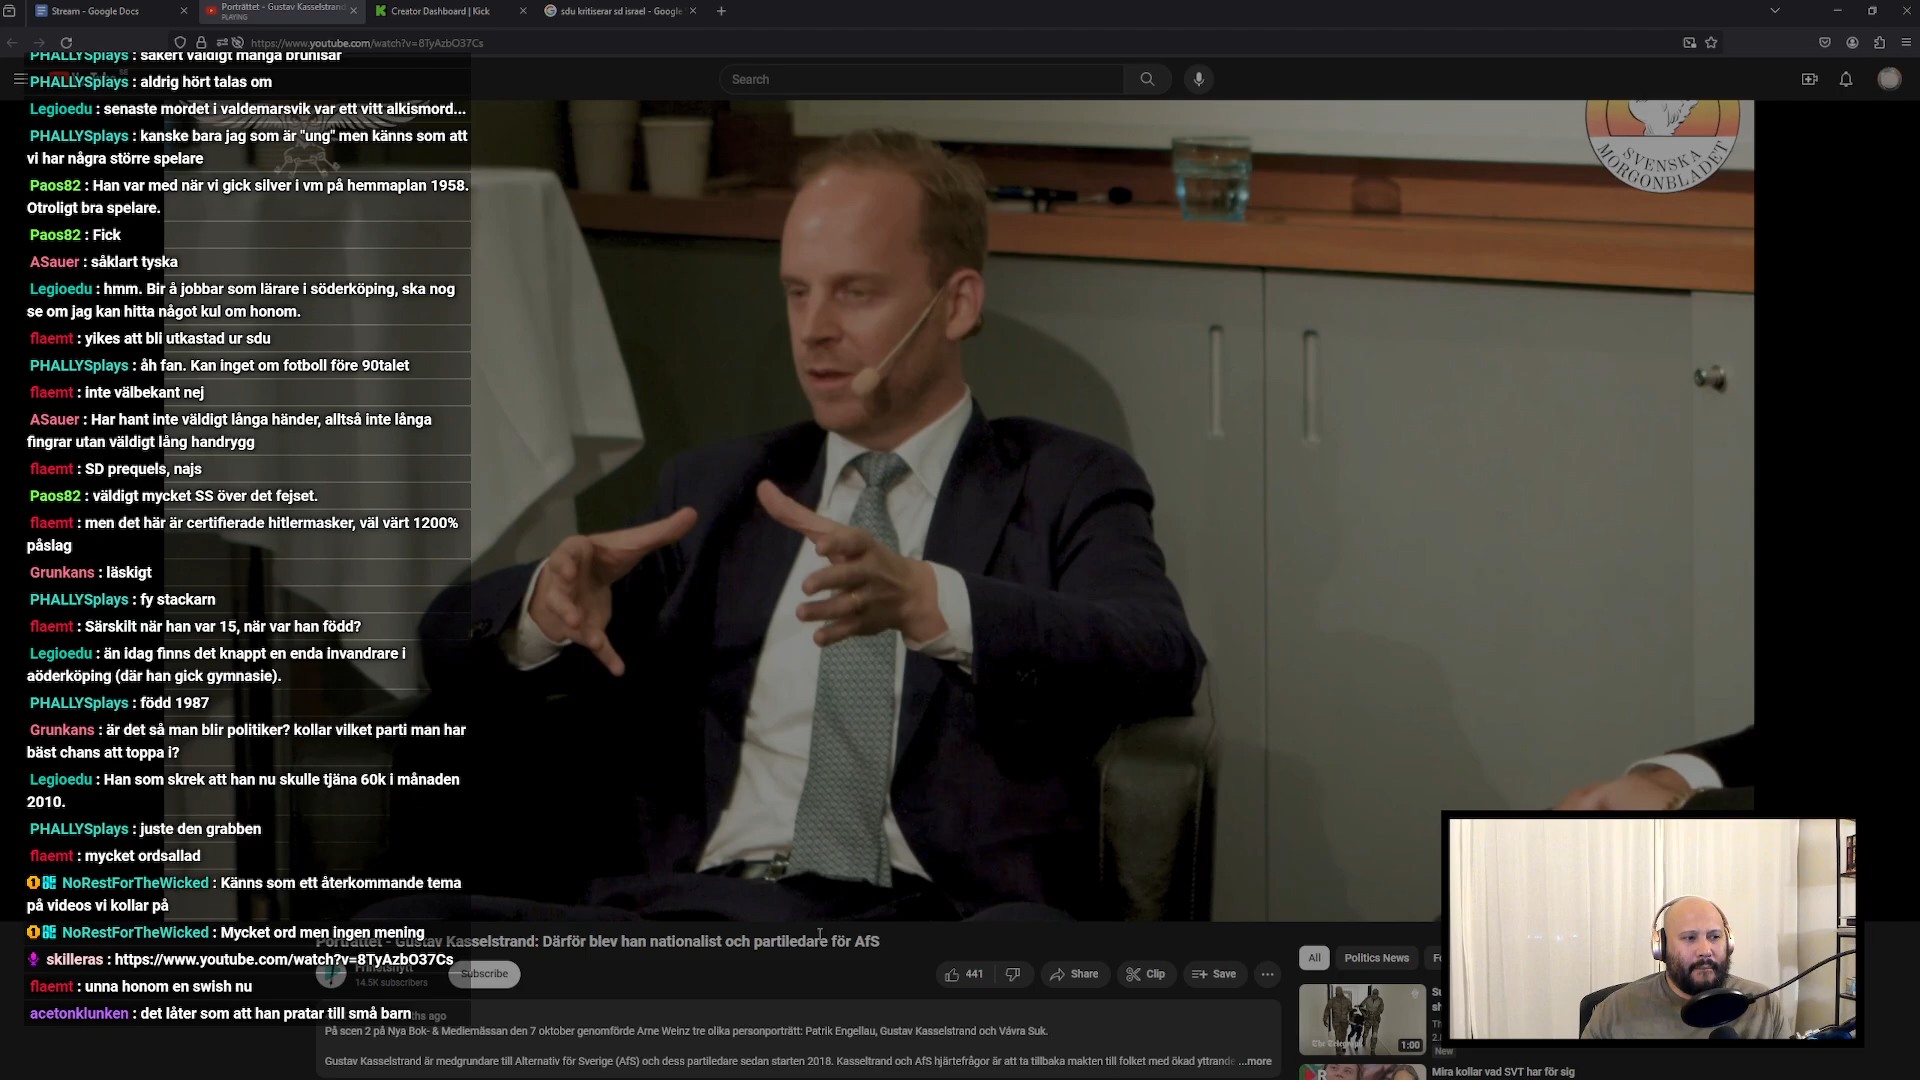 Stream - Google Docs
Porträttet - Gustav Kasselstrand:
PLAYING
Creator Dashboard | Kick
sdu kritiserar sd israel - Google
https://www.youtube.com/watch?v=8TyAzbO37Cs
Search
PHALLYSplays : säkert väldigt många brunisar
PHALLYSplays : aldrig hört talas om
Legioedu : senaste mordet i valdemarsvik var ett vitt alkismord...
PHALLYSplays : kanske bara jag som är "ung" men känns som att
vi har några större spelare
Paos82 : Han var med när vi gick silver i vm på hemmaplan 1958.
Otroligt bra spelare.
Paos82 : Fick
ASauer : såklart tyska
Legioedu : hmm. Bir å jobbar som lärare i söderköping, ska nog
se om jag kan hitta något kul om honom.
flaemt : yikes att bli utkastad ur sdu
PHALLYSplays : åh fan. Kan inget om fotboll före 90talet
flaemt : inte välbekant nej
ASauer : Har hant inte väldigt långa händer, alltså inte långa
fingrar utan väldigt lång handrygg
flaemt : SD prequels, najs
Paos82 : väldigt mycket SS över det fejset.
flaemt : men det här är certifierade hitlermasker, väl värt 1200%
påslag
Grunkans : läskigt
PHALLYSplays : fy stackarn
flaemt : Särskilt när han var 15, när var han född?
Legioedu : än idag finns det knappt en enda invandrare i
aöderköping (där han gick gymnasie).
PHALLYSplays : född 1987
Grunkans : är det så man blir politiker? kollar vilket parti man har
bäst chans att toppa i?
Legioedu : Han som skrek att han nu skulle tjäna 60k i månaden
2010.
PHALLYSplays : juste den grabben
flaemt : mycket ordsallad
NoRestForTheWicked : Känns som ett återkommande tema
på videos vi kollar på
NoRestForTheWicked : Mycket ord men ingen mening
skilleras : https://www.youtube.com/watch?v=8TyAzbO37Cs
flaemt : unna honom en swish nu
acetonklunken : det låter som att han pratar till små barn
SVENSKA
MORGONBLADET
Porträttet - Gustav Kasselstrand: Därför blev han nationalist och partiledare för AfS
Frihetsnytt
14.5K subscribers
Subscribe
441
Share
Clip
Save
ago
På scen 2 på Nya Bok- & Mediemässan den 7 oktober genomförde Arne Weinz tre olika personporträtt: Patrik Engellau, Gustav Kasselstrand och Vávra Suk.
Gustav Kasselstrand är medgrundare till Alternativ för Sverige (AfS) och dess partiledare sedan starten 2018. Kasseltrand och AfS hjärtefrågor är att ta tillbaka makten till folket med ökad yttrande ...more
All
Politics News
The Telegraph
1:00
New
Mira kollar vad SVT har för sig